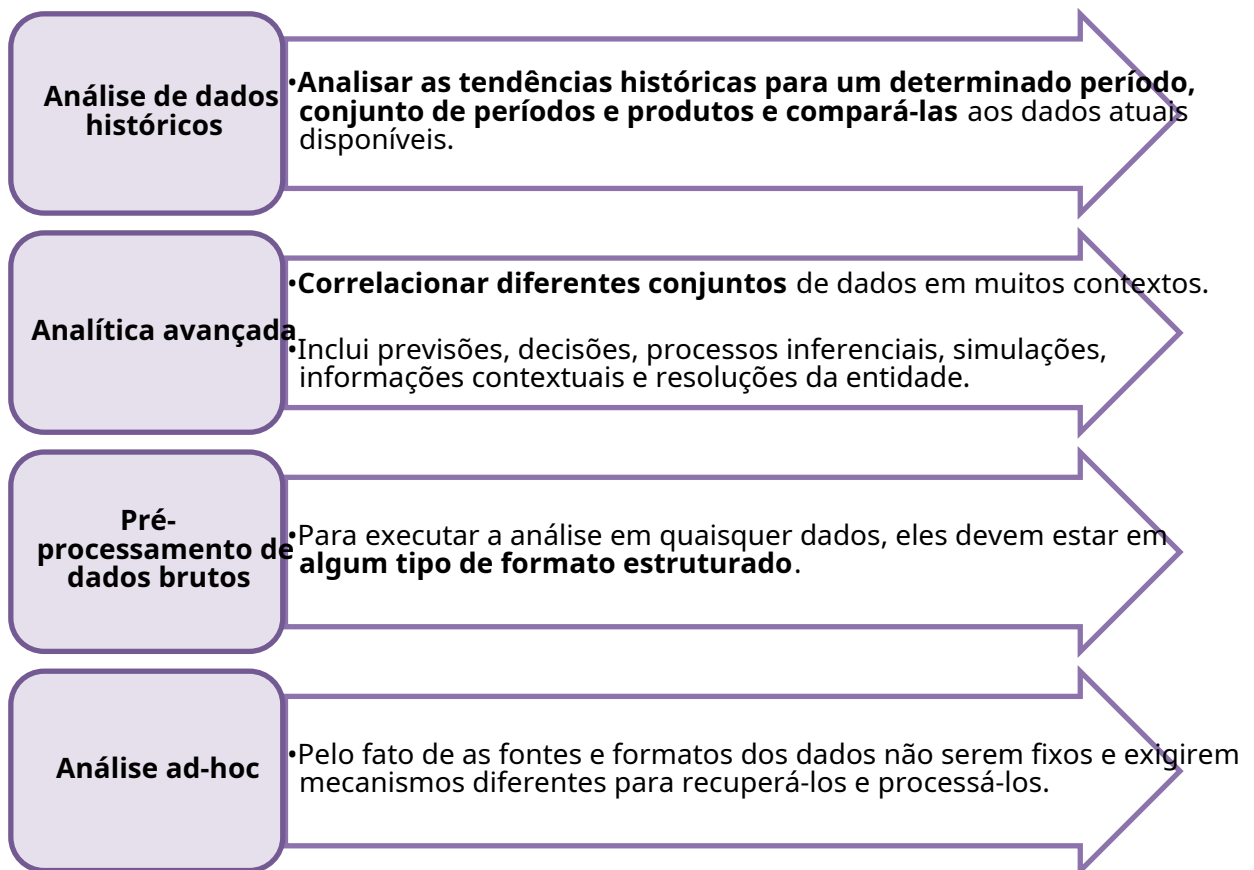 Análise de dados
históricos
•Analisar as tendências históricas para um determinado período,
conjunto de períodos e produtos e compará-las aos dados atuais
disponíveis.
Analítica avançada
•Correlacionar diferentes conjuntos de dados em muitos contextos.
•Inclui previsões, decisões, processos inferenciais, simulações,
informações contextuais e resoluções da entidade.
Pré-
processamento de
dados brutos
•Para executar a análise em quaisquer dados, eles devem estar em
algum tipo de formato estruturado.
Análise ad-hoc
•Pelo fato de as fontes e formatos dos dados não serem fixos e exigirem
mecanismos diferentes para recuperá-los e processá-los.